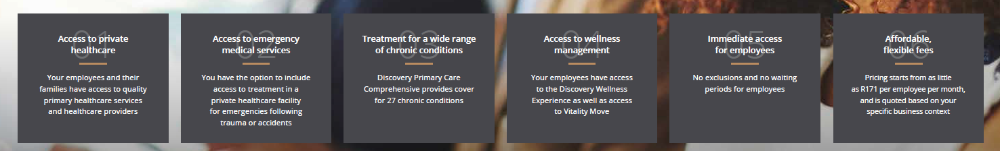 01
Access to private
healthcare
Your employees and their
families have access to quality
primary healthcare services
and healthcare providers
02
Access to emergency
medical services
You have the option to include
access to treatment in a
private healthcare facility
for emergencies following
trauma or accidents
03
Treatment for a wide range
of chronic conditions
Discovery Primary Care
Comprehensive provides cover
for 27 chronic conditions
04
Access to wellness
management
Your employees have access
to the Discovery Wellness
Experience as well as access
to Vitality Move
05
Immediate access
for employees
No exclusions and no waiting
periods for employees
06
Affordable,
flexible fees
Pricing starts from as little
as R171 per employee per month,
and is quoted based on your
specific business context